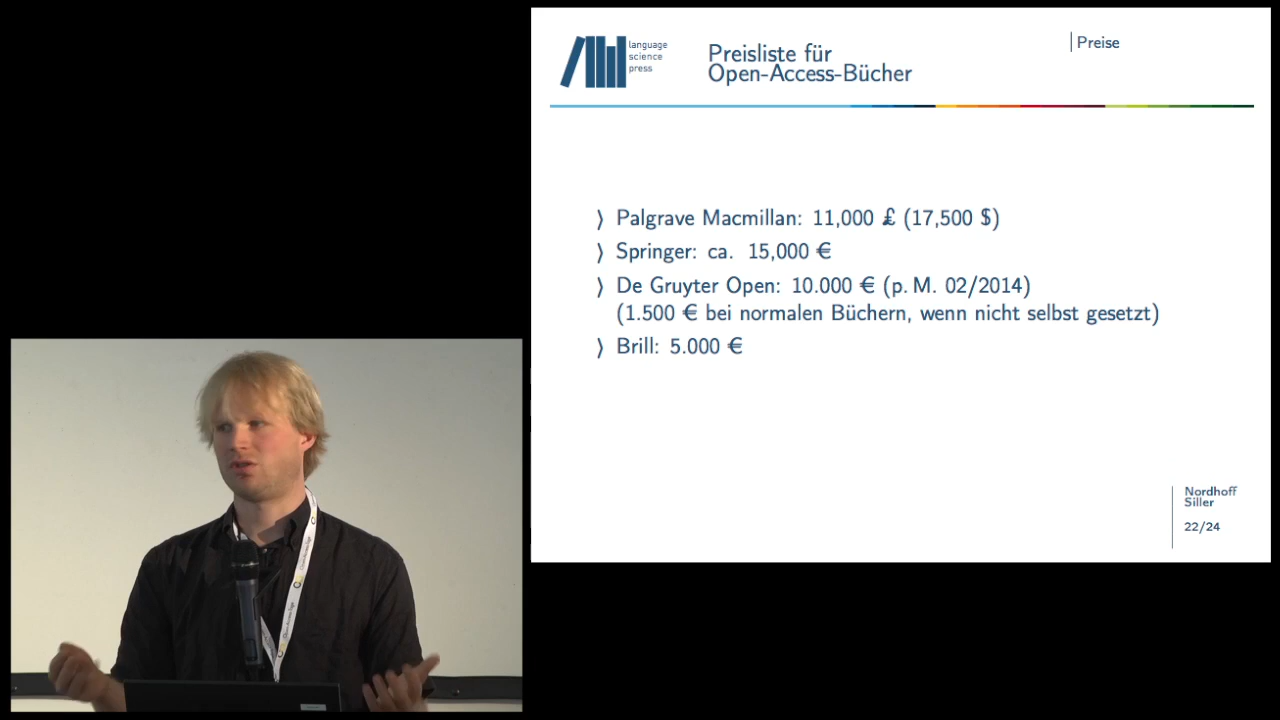 language
science
press
Preisliste für
Open-Access-Bücher
Preise
⟩ Palgrave Macmillan: 11,000 £ (17,500 $)
⟩ Springer: ca. 15,000 €
⟩ De Gruyter Open: 10.000 € (p. M. 02/2014)
(1.500 € bei normalen Büchern, wenn nicht selbst gesetzt)
⟩ Brill: 5.000 €
Nordhoff
Siller
22/24